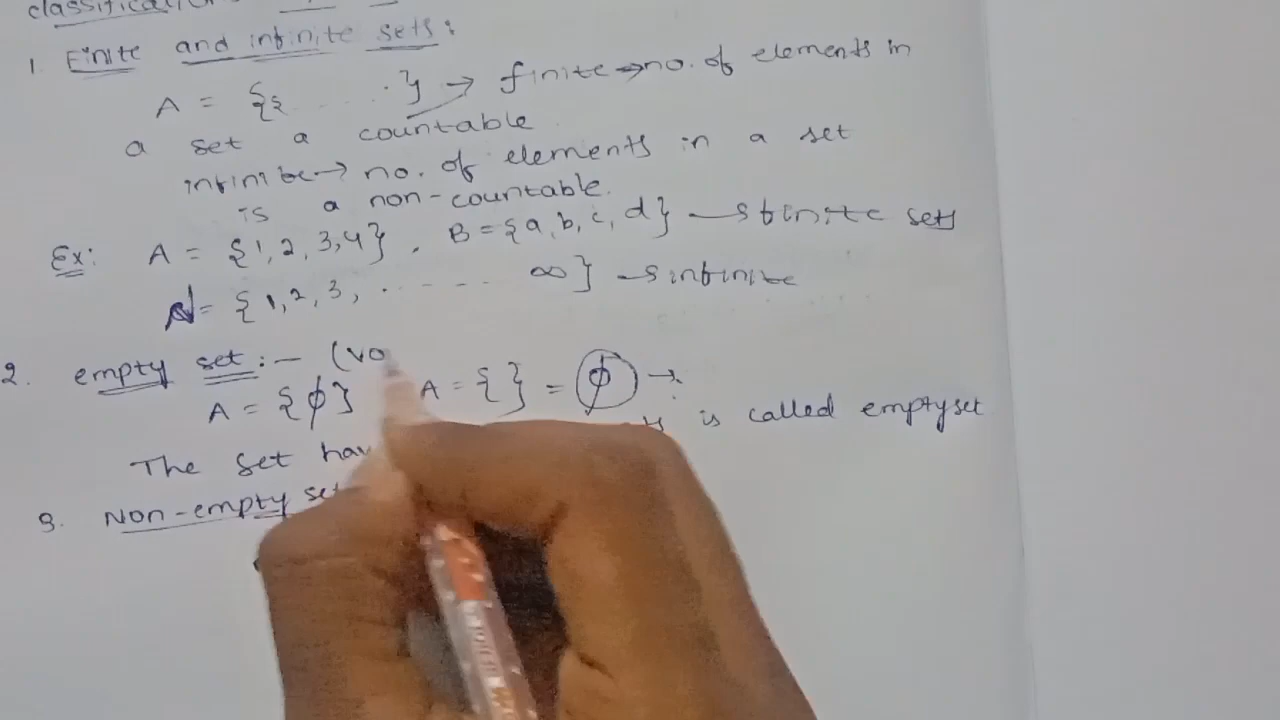 1. Finite and infinite sets:
A = { ...... } → finite → no. of elements in
a set a countable
infinite → no. of elements in a set
is a non-countable.
Ex: A = {1, 2, 3, 4} , B = {a, b, c, d} → finite sets
N = {1, 2, 3, ...... ∞} → infinite
2. empty set :- (vo
A = {ϕ} A = { } = ϕ →
The set hav is called emptyset
3. Non-empty se